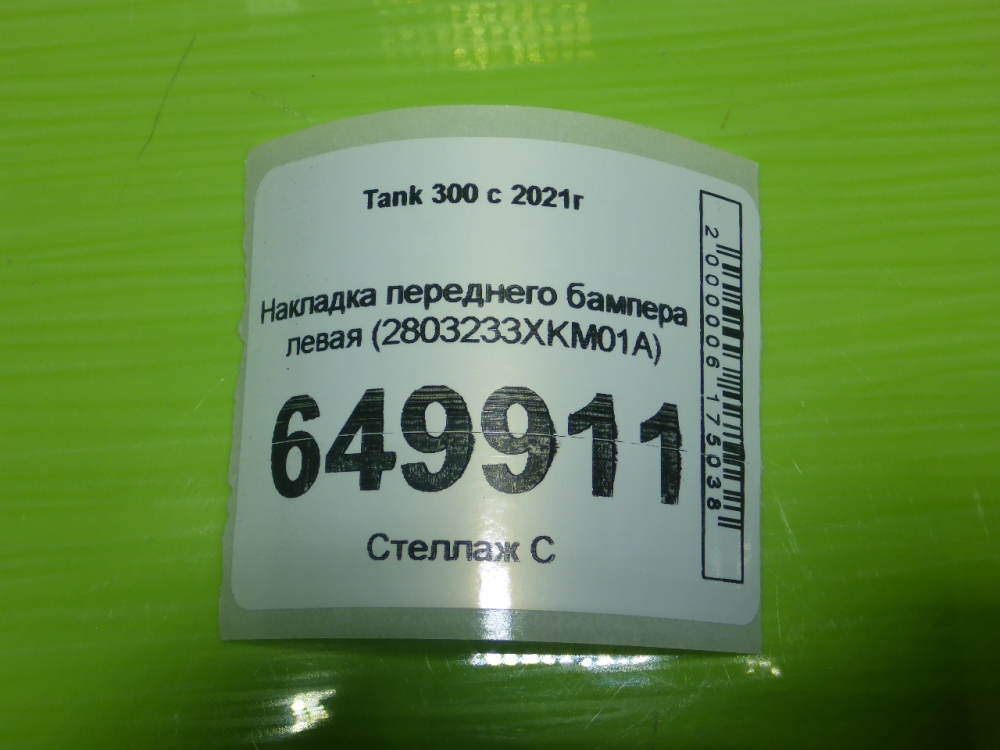 Tank 300 с 2021г
Накладка переднего бампера
левая (2803233XKM01A)
649911
Стеллаж С
2000006175038